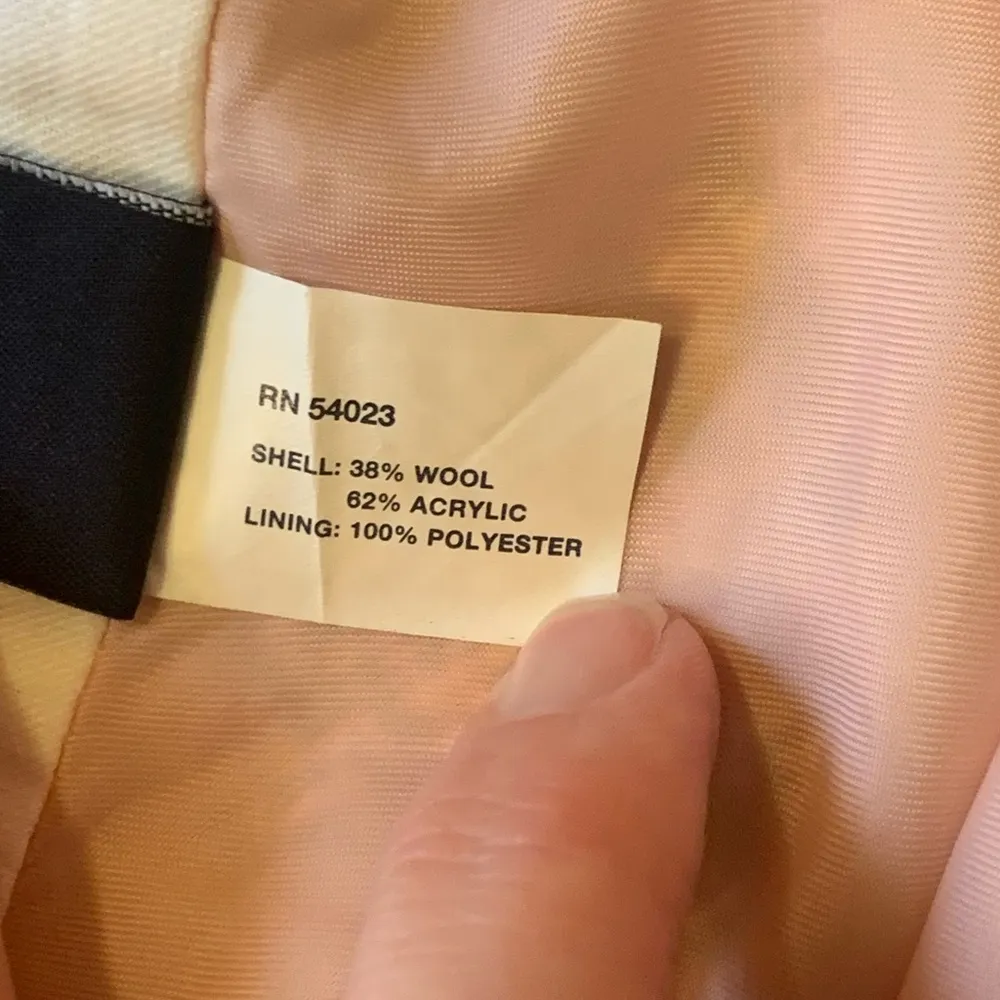 RN 54023
SHELL: 38% WOOL
62% ACRYLIC
LINING: 100% POLYESTER